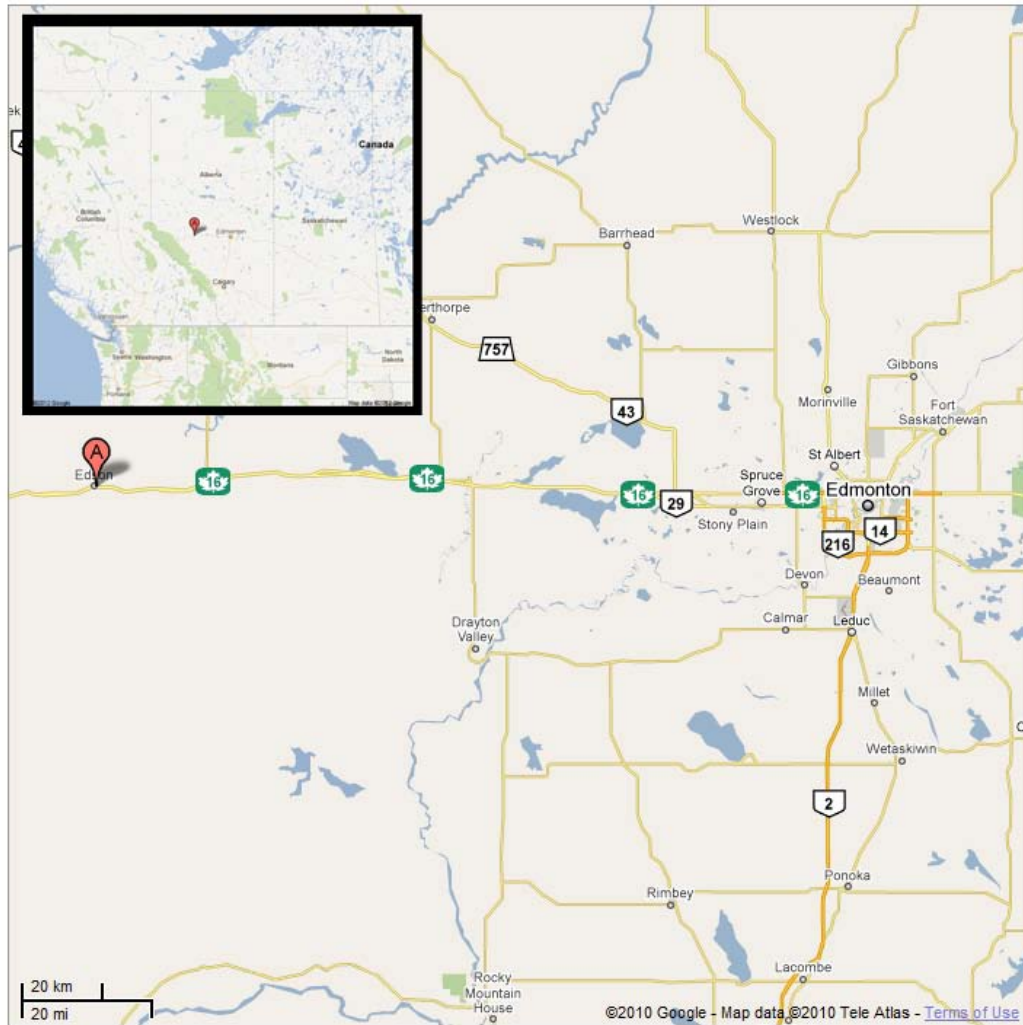 Canada
Alberta
British
Columbia
Saskatchewan
Edmonton
Calgary
Vancouver
Seattle
Washington
Montana
North
Dakota
Portland
Westlock
Barrhead
erthorpe
757
Gibbons
43
Morinville
Fort
Saskatchewan
A
St Albert
Edson
16
16
16
Spruce
Grove
16
Edmonton
29
Stony Plain
14
216
Devon
Beaumont
Drayton
Valley
Calmar
Leduc
Millet
Wetaskiwin
2
Ponoka
Rimbey
Lacombe
Rocky
Mountain
House
20 km
20 mi
©2010 Google - Map data ©2010 Tele Atlas - Terms of Use